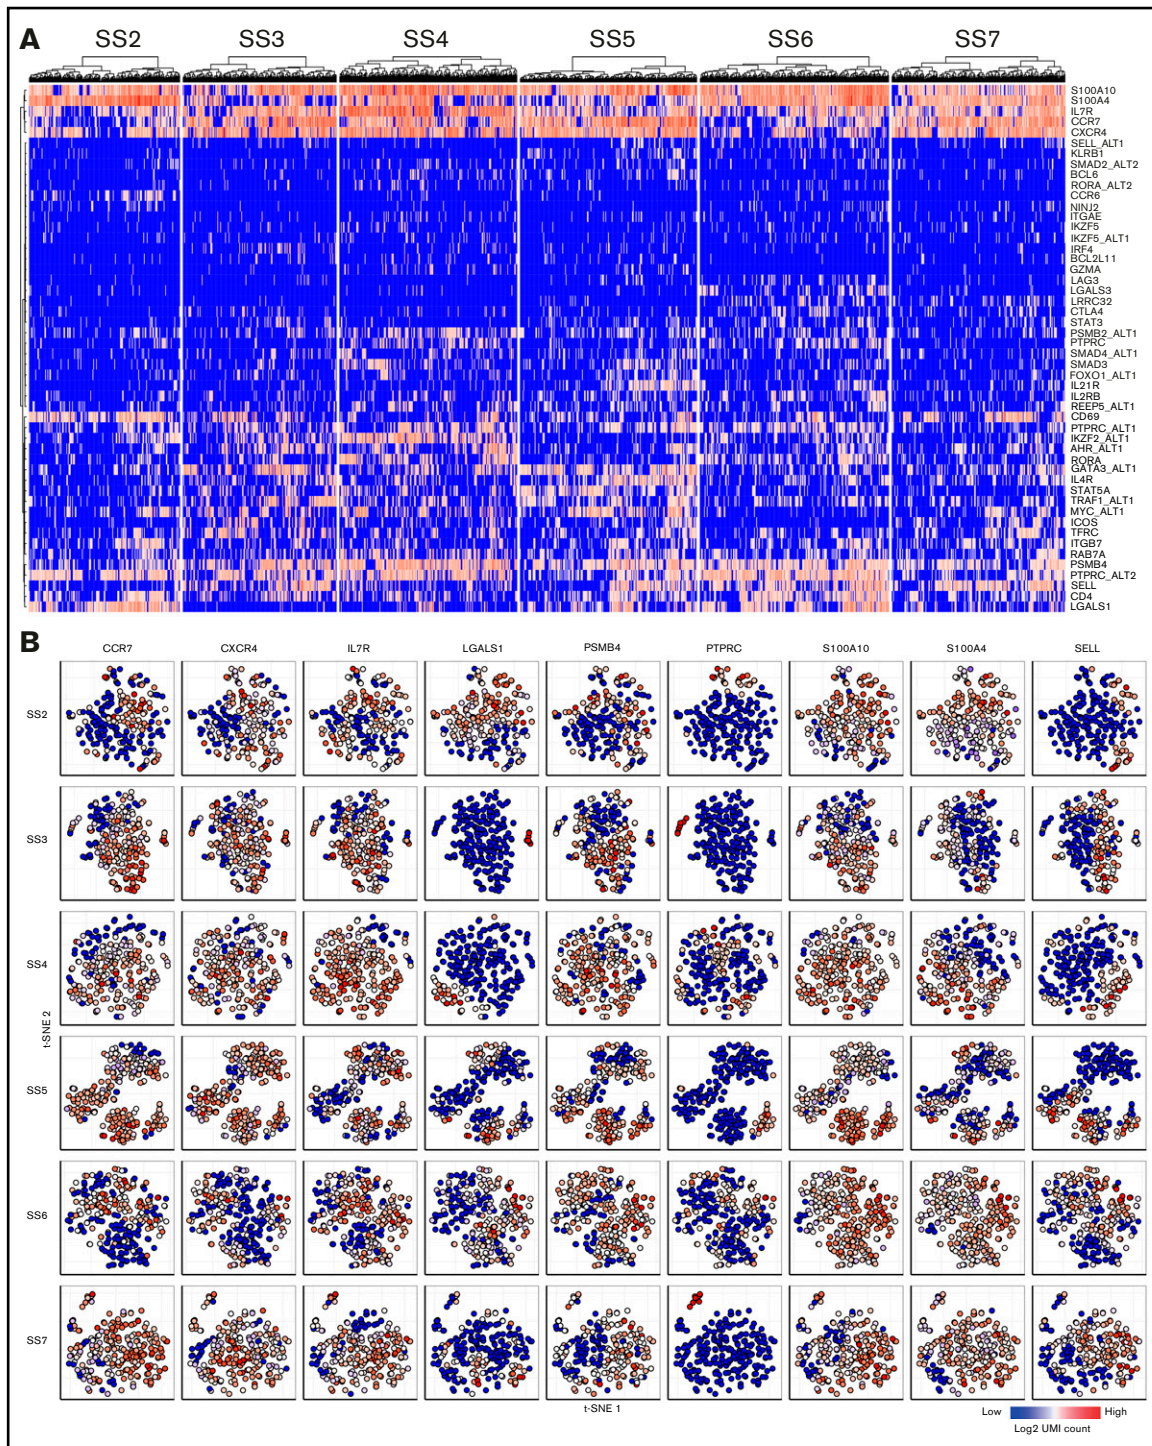 A
SS2 SS3 SS4 SS5 SS6 SS7
S100A10
S100A4
IL7R
CCR7
CXCR4
SELL_ALT1
KLRB1
SMAD2_ALT2
BCL6
RORA_ALT2
CCR6
NINJ2
ITGAE
IKZF5
IKZF5_ALT1
IRF4
BCL2L11
GZMA
LAG3
LGALS3
LRRC32
CTLA4
STAT3
PSMB2_ALT1
PTPRC
SMAD4_ALT1
SMAD3
FOXO1_ALT1
IL21R
IL2RB
REEP5_ALT1
CD69
PTPRC_ALT1
IKZF2_ALT1
AHR_ALT1
RORA
GATA3_ALT1
IL4R
STAT5A
TRAF1_ALT1
MYC_ALT1
ICOS
TFRC
ITGB7
RAB7A
PSMB4
PTPRC_ALT2
SELL
CD4
LGALS1
B
CCR7 CXCR4 IL7R LGALS1 PSMB4 PTPRC S100A10 S100A4 SELL
SS2
SS3
SS4
SS5
SS6
SS7
t-SNE 2
t-SNE 1
Low High
Log2 UMI count